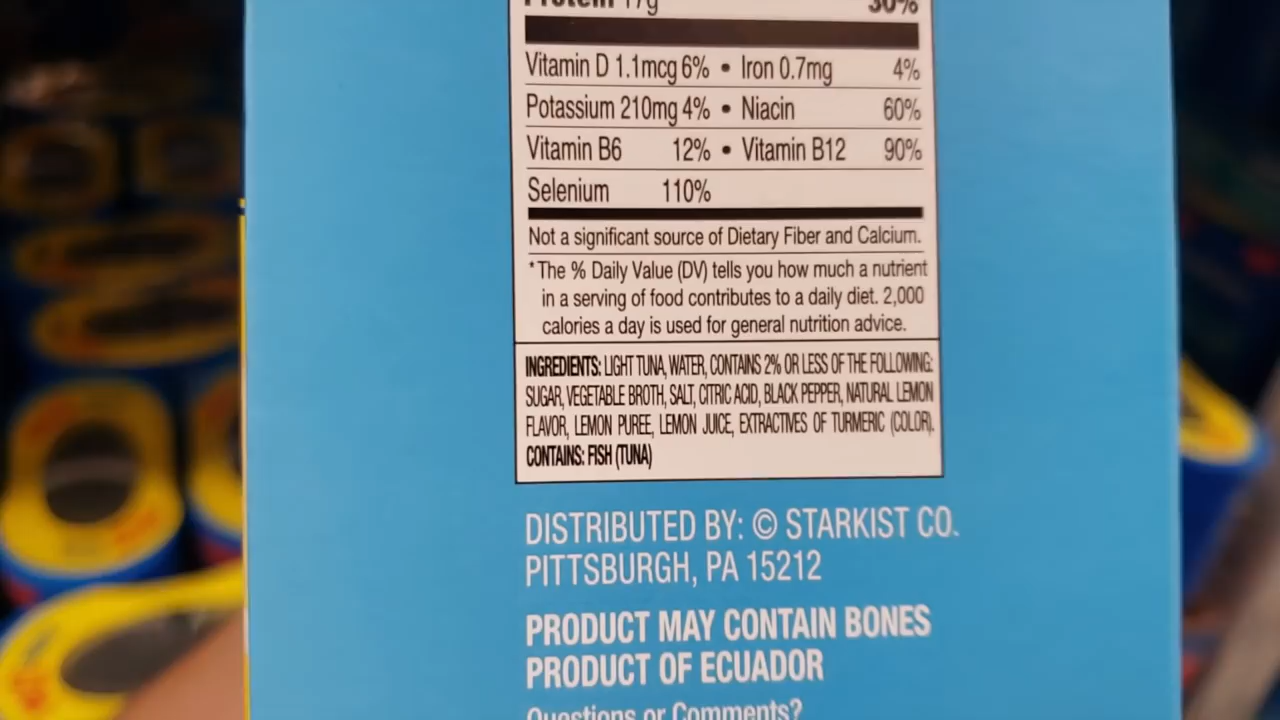 Protein 17g 30%
Vitamin D 1.1mcg 6% • Iron 0.7mg 4%
Potassium 210mg 4% • Niacin 60%
Vitamin B6 12% • Vitamin B12 90%
Selenium 110%
Not a significant source of Dietary Fiber and Calcium.
*The % Daily Value (DV) tells you how much a nutrient
in a serving of food contributes to a daily diet. 2,000
calories a day is used for general nutrition advice.
INGREDIENTS: LIGHT TUNA, WATER, CONTAINS 2% OR LESS OF THE FOLLOWING:
SUGAR, VEGETABLE BROTH, SALT, CITRIC ACID, BLACK PEPPER, NATURAL LEMON
FLAVOR, LEMON PUREE, LEMON JUICE, EXTRACTIVES OF TURMERIC (COLOR).
CONTAINS: FISH (TUNA)
DISTRIBUTED BY: © STARKIST CO.
PITTSBURGH, PA 15212
PRODUCT MAY CONTAIN BONES
PRODUCT OF ECUADOR
Questions or Comments?